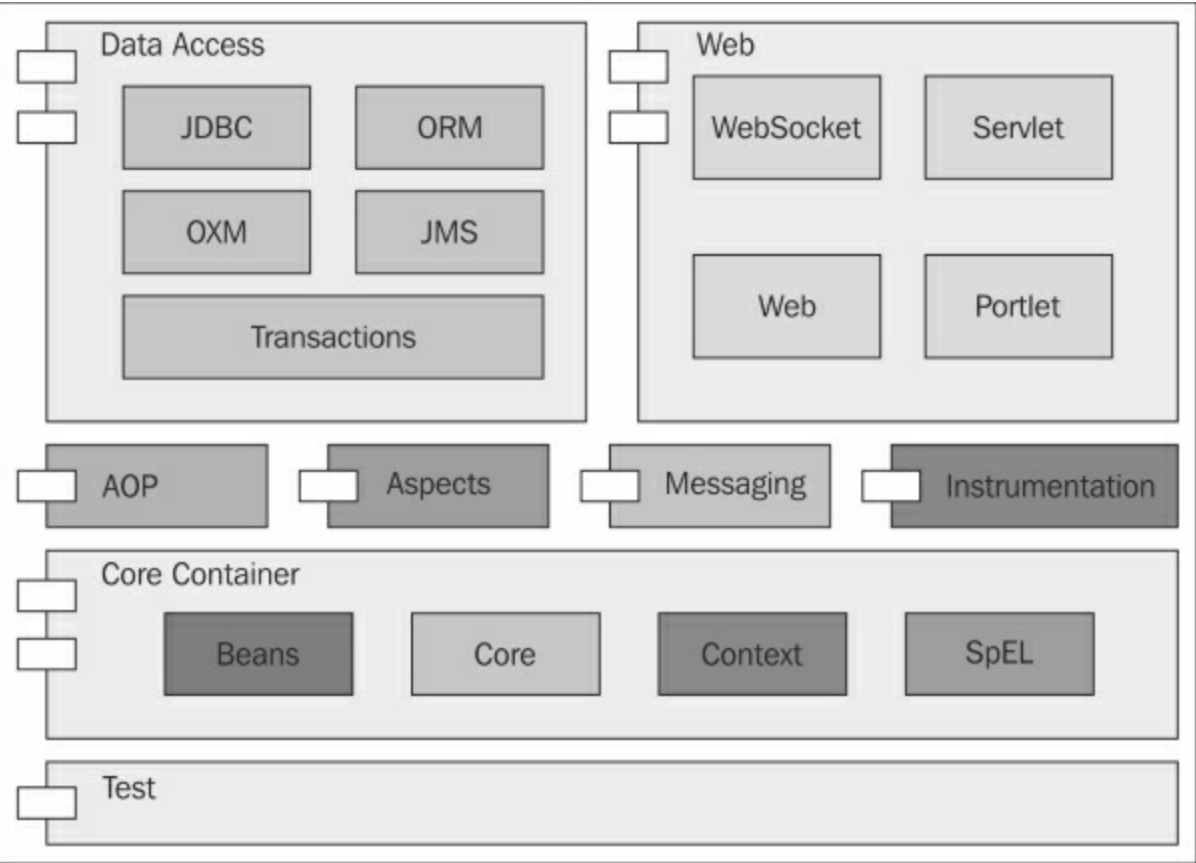 Data Access
JDBC
ORM
OXM
JMS
Transactions
Web
WebSocket
Servlet
Web
Portlet
AOP
Aspects
Messaging
Instrumentation
Core Container
Beans
Core
Context
SpEL
Test